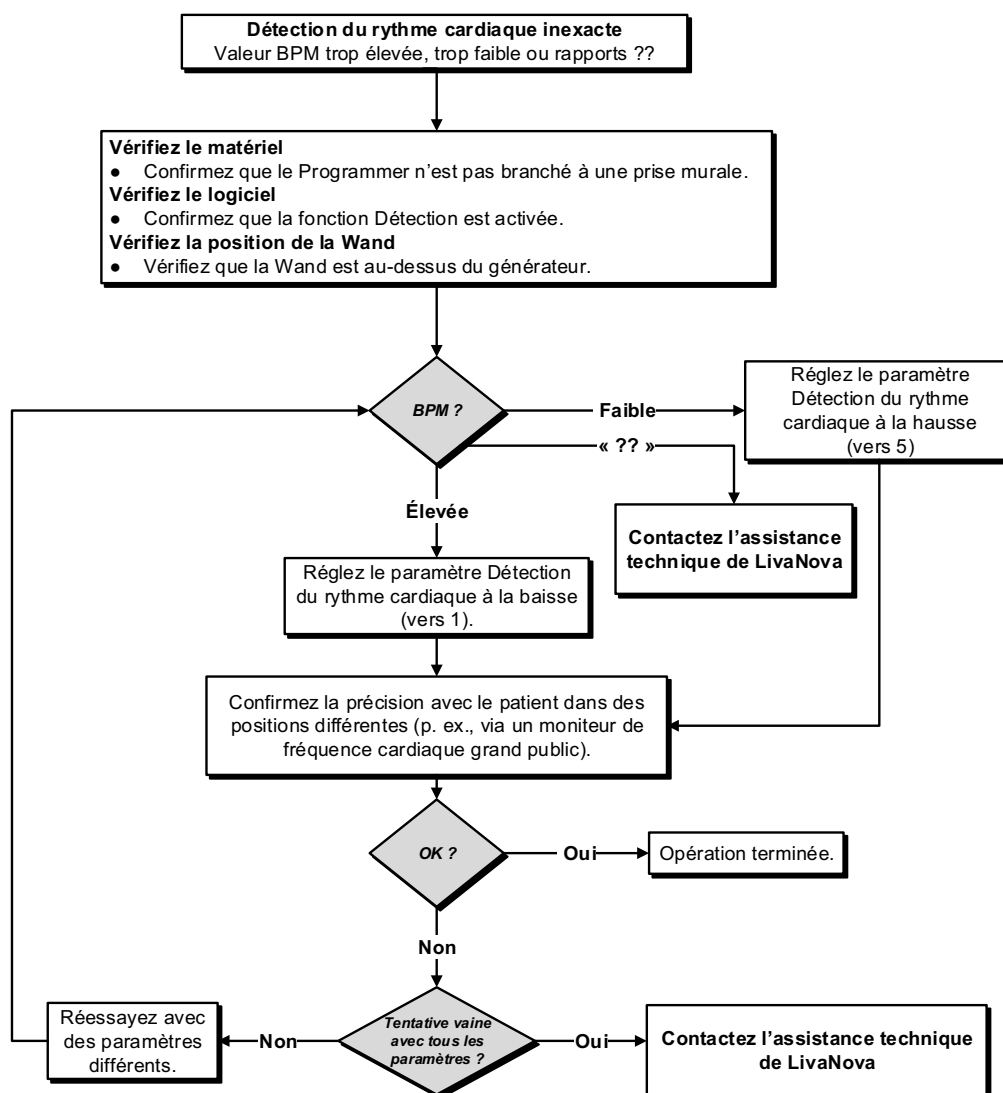 Détection du rythme cardiaque inexacte
Valeur BPM trop élevée, trop faible ou rapports ??
Vérifiez le matériel
● Confirmez que le Programmer n’est pas branché à une prise murale.
Vérifiez le logiciel
● Confirmez que la fonction Détection est activée.
Vérifiez la position de la Wand
● Vérifiez que la Wand est au-dessus du générateur.
BPM ?
Faible
Réglez le paramètre
Détection du rythme
cardiaque à la hausse
(vers 5)
« ?? »
Contactez l’assistance
technique de LivaNova
Élevée
Réglez le paramètre Détection
du rythme cardiaque à la baisse
(vers 1).
Confirmez la précision avec le patient dans des
positions différentes (p. ex., via un moniteur de
fréquence cardiaque grand public).
OK ?
Oui
Opération terminée.
Non
Tentative vaine
avec tous les
paramètres ?
Non
Réessayez avec
des paramètres
différents.
Oui
Contactez l’assistance technique
de LivaNova